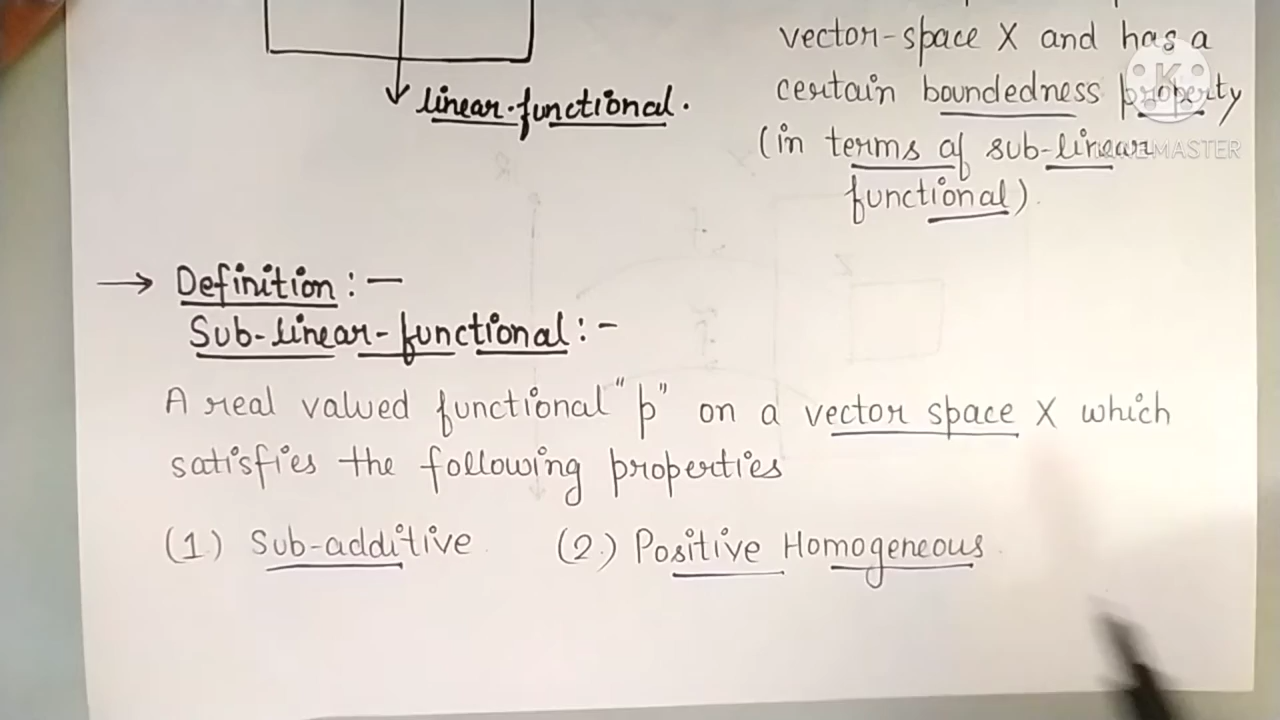 vector-space X and has a
certain boundedness property
(in terms of sub-linear
functional).
linear-functional.
→ Definition :-
Sub-linear-functional :-
A real valued functional "p" on a vector space X which
satisfies the following properties
(1.) Sub-additive (2.) Positive Homogeneous.